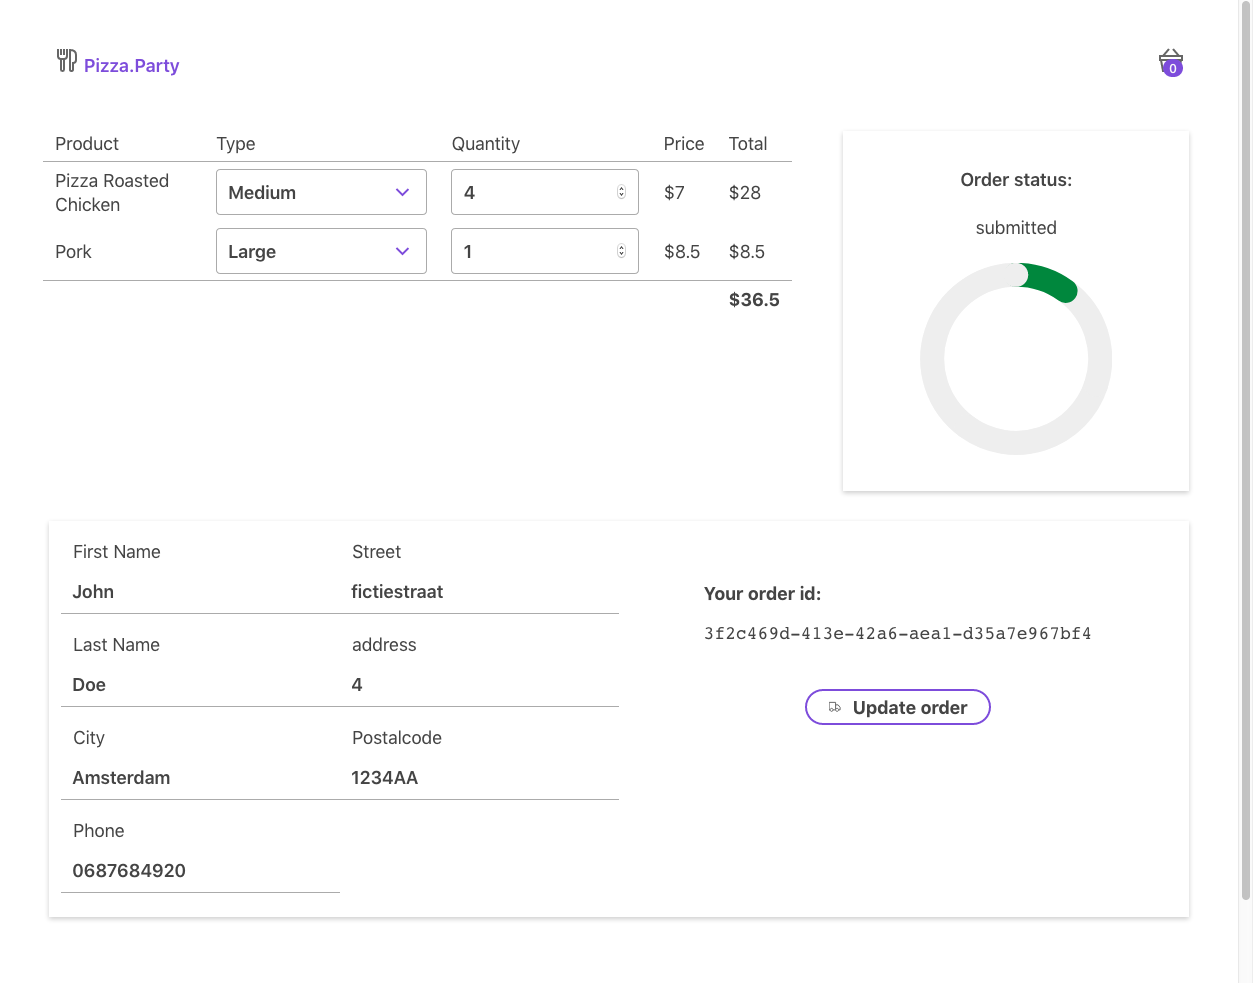 Pizza.Party
0
Product Type Quantity Price Total
Pizza Roasted
Chicken
Medium 4 $7 $28
Pork Large 1 $8.5 $8.5
$36.5
Order status:
submitted
First Name Street
John fictiestraat
Last Name address
Doe 4
City Postalcode
Amsterdam 1234AA
Phone
0687684920
Your order id:
3f2c469d-413e-42a6-aea1-d35a7e967bf4
Update order